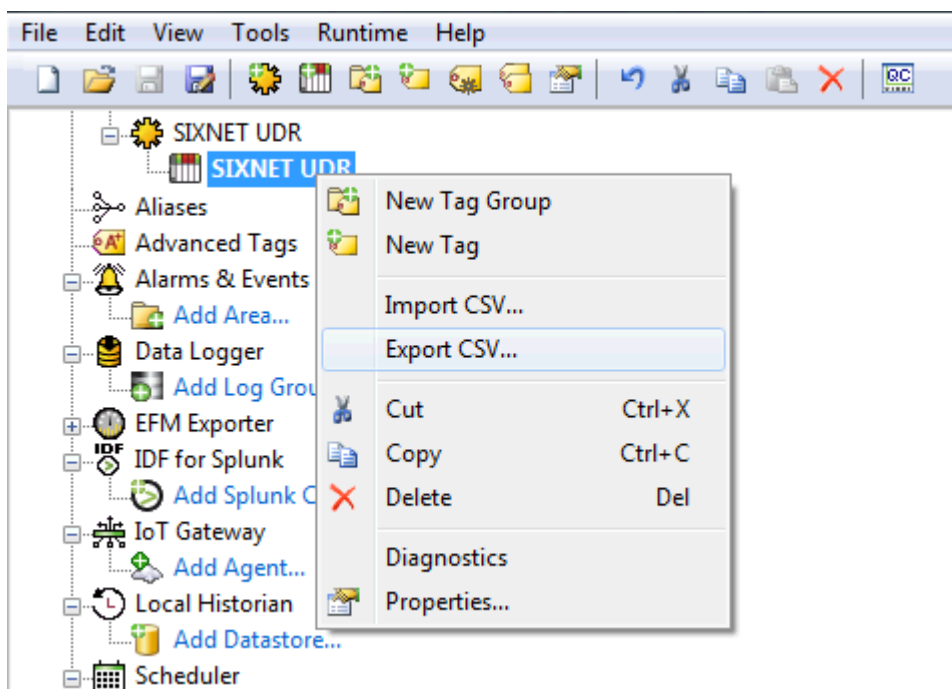 File Edit View Tools Runtime Help
QC
SIXNET UDR
SIXNET UDR
Aliases
Advanced Tags
Alarms & Events
Add Area...
Data Logger
Add Log Grou
EFM Exporter
IDF
IDF for Splunk
Add Splunk C
IoT Gateway
Add Agent...
Local Historian
Add Datastore...
Scheduler
New Tag Group
New Tag
Import CSV...
Export CSV...
Cut Ctrl+X
Copy Ctrl+C
Delete Del
Diagnostics
Properties...